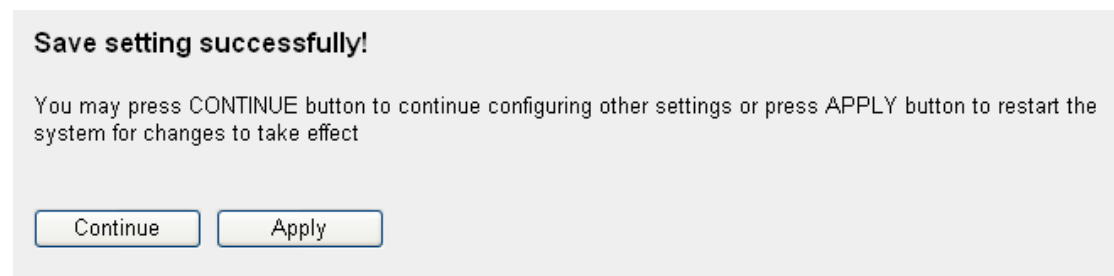 Save setting successfully!
You may press CONTINUE button to continue configuring other settings or press APPLY button to restart the
system for changes to take effect
Continue
Apply